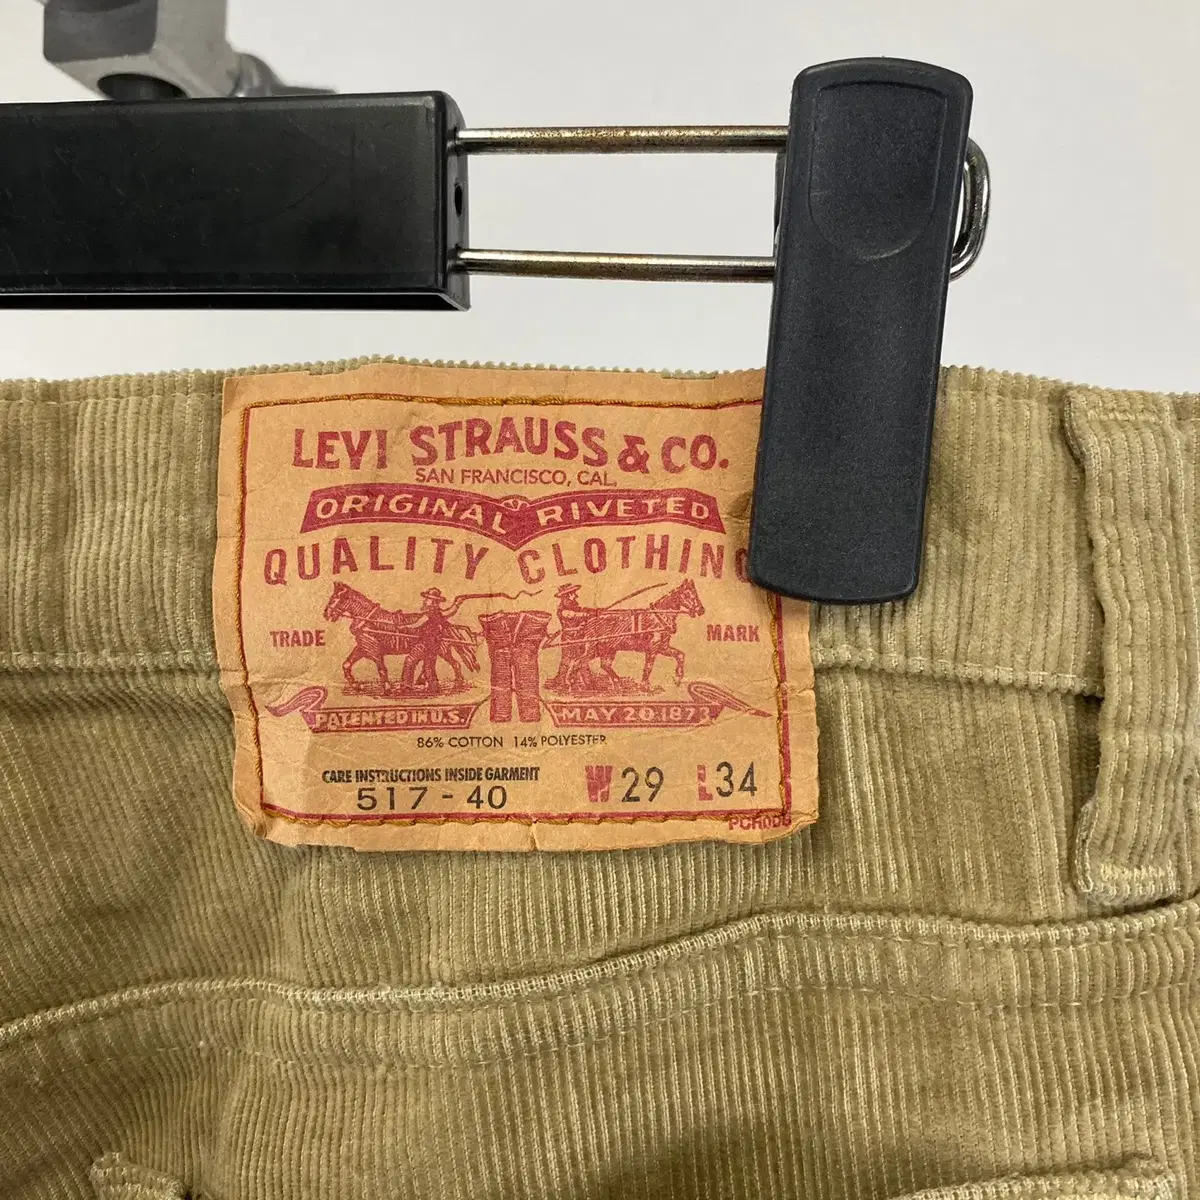 LEVI STRAUSS & CO.
SAN FRANCISCO, CAL.
ORIGINAL RIVETED
QUALITY CLOTHING
TRADE MARK
PATENTED IN U.S. MAY 20 1873
86% COTTON 14% POLYESTER
CARE INSTRUCTIONS INSIDE GARMENT
517-40 W29 L34